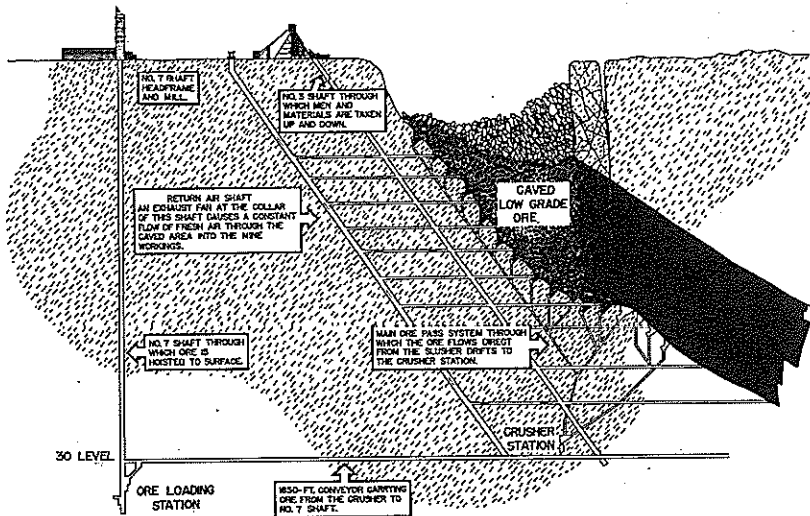 NO. 7 SHAFT
HEADFRAME
AND MILL.
NO. 5 SHAFT THROUGH
WHICH MEN AND
MATERIALS ARE TAKEN
UP AND DOWN.
RETURN AIR SHAFT
AN EXHAUST FAN AT THE COLLAR
OF THIS SHAFT CAUSES A CONSTANT
FLOW OF FRESH AIR THROUGH THE
CAVED AREA INTO THE MINE
WORKINGS.
CAVED
LOW GRADE
ORE
NO. 7 SHAFT THROUGH
WHICH ORE IS
HOISTED TO SURFACE.
MAIN ORE PASS SYSTEM THROUGH
WHICH THE ORE FLOWS DIRECT
FROM THE SLUSHER DRIFTS TO
THE CRUSHER STATION.
CRUSHER
STATION
30 LEVEL
ORE LOADING
STATION
1650-FT. CONVEYOR CARRYING
ORE FROM THE CRUSHER TO
NO. 7 SHAFT.